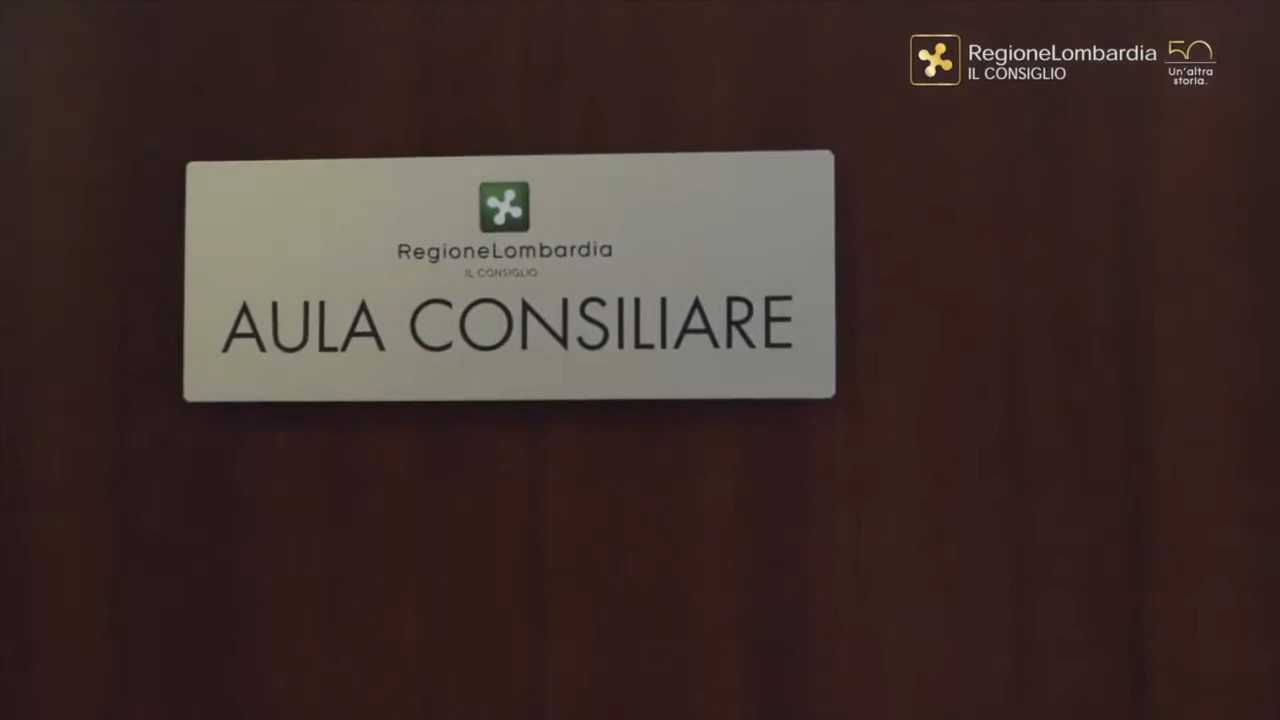 RegioneLombardia
IL CONSIGLIO
50
Un'altra
storia.
RegioneLombardia
IL CONSIGLIO
AULA CONSILIARE